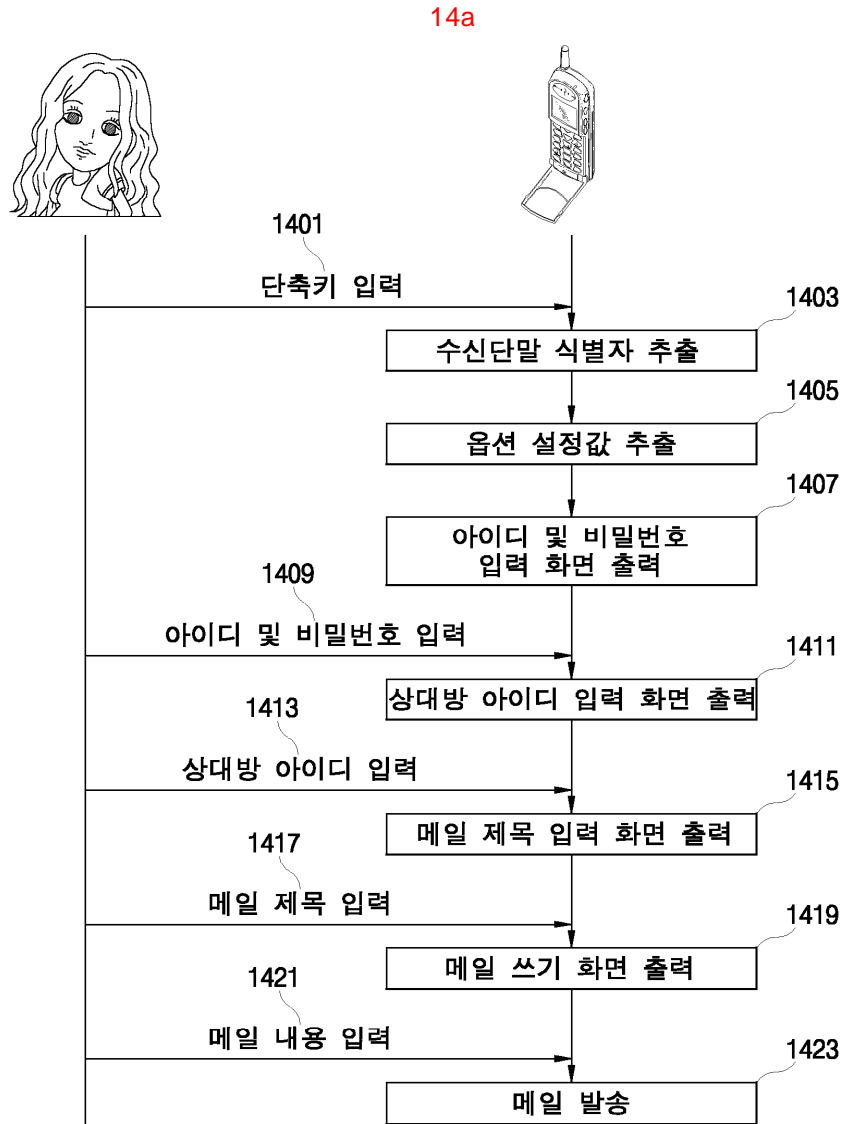 14a
1401
단축키 입력
1403
수신단말 식별자 추출
1405
옵션 설정값 추출
1407
아이디 및 비밀번호
입력 화면 출력
1409
아이디 및 비밀번호 입력
1411
상대방 아이디 입력 화면 출력
1413
상대방 아이디 입력
1415
메일 제목 입력 화면 출력
1417
메일 제목 입력
1419
메일 쓰기 화면 출력
1421
메일 내용 입력
1423
메일 발송